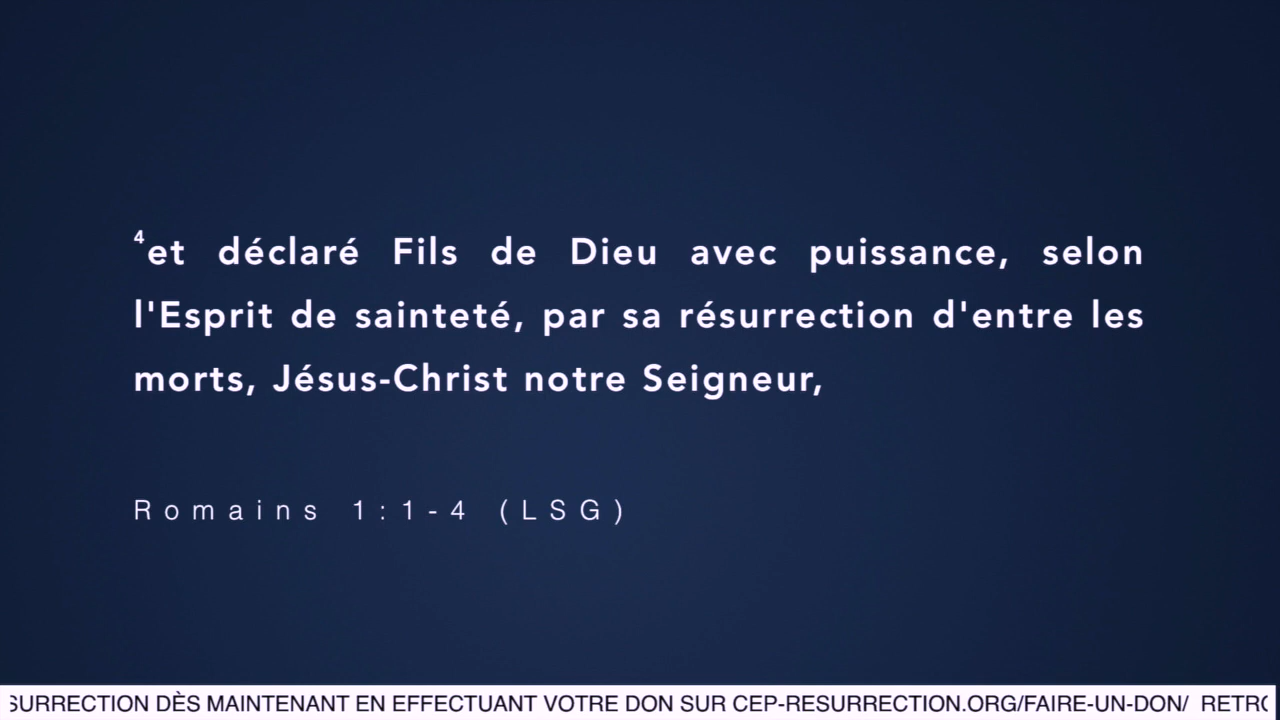 4et déclaré Fils de Dieu avec puissance, selon
l'Esprit de sainteté, par sa résurrection d'entre les
morts, Jésus-Christ notre Seigneur,
Romains 1:1-4 (LSG)
DÈS MAINTENANT EN EFFECTUANT VOTRE DON SUR CEP-RESURRECTION.ORG/FAIRE-UN-DON/